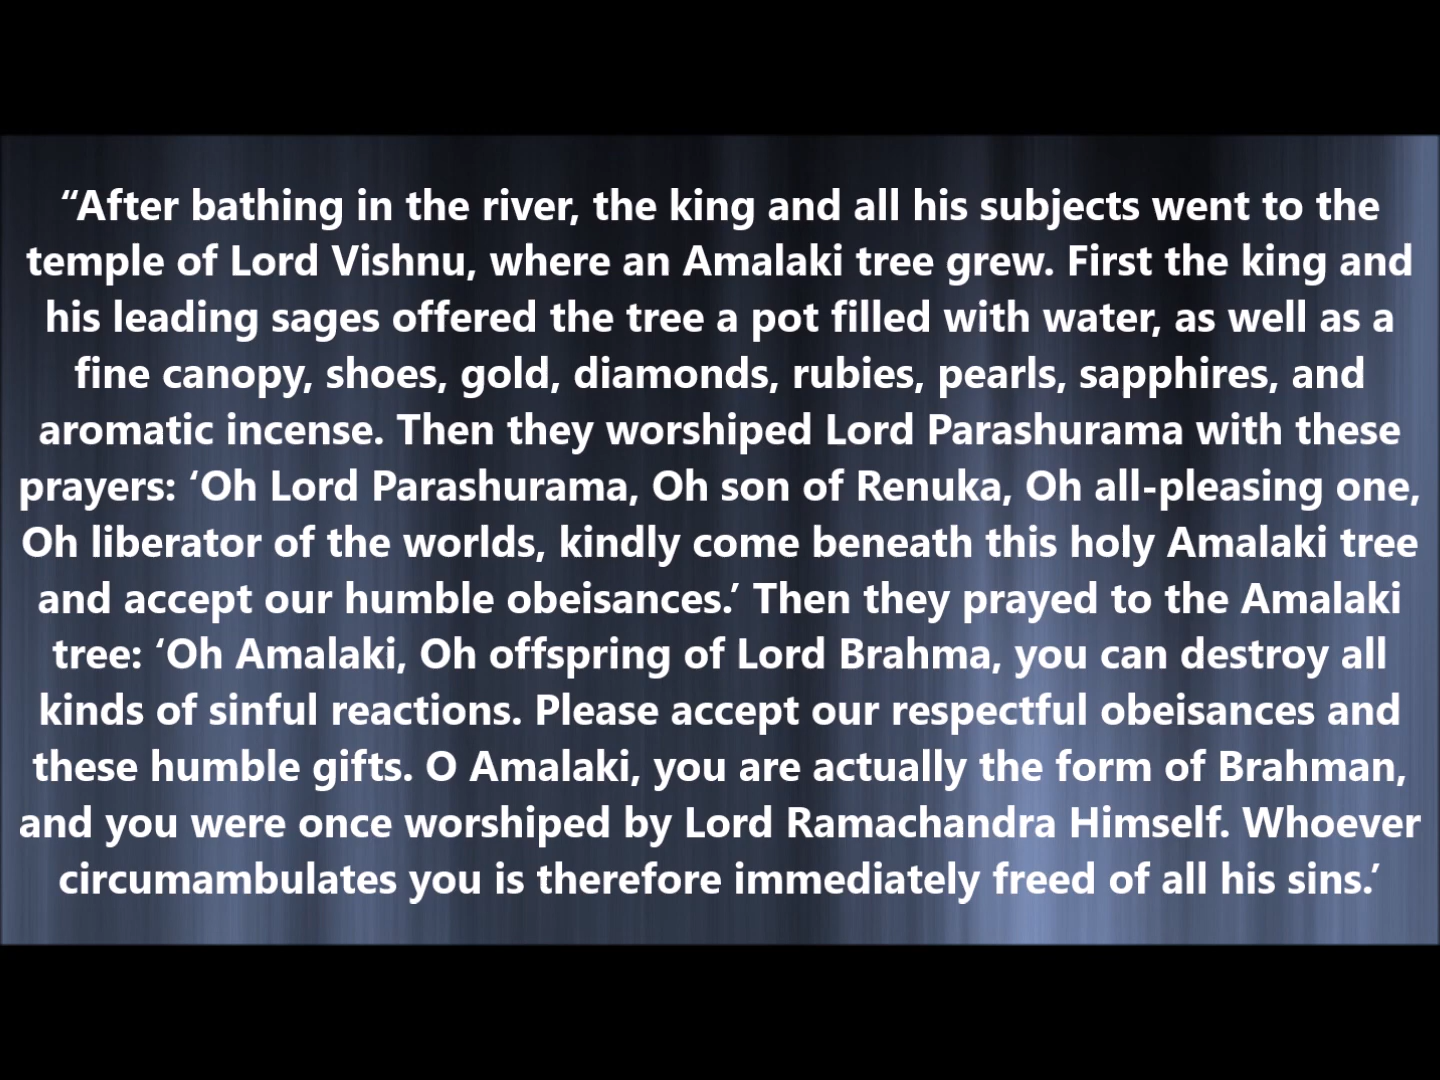 “After bathing in the river, the king and all his subjects went to the
temple of Lord Vishnu, where an Amalaki tree grew. First the king and
his leading sages offered the tree a pot filled with water, as well as a
fine canopy, shoes, gold, diamonds, rubies, pearls, sapphires, and
aromatic incense. Then they worshiped Lord Parashurama with these
prayers: ‘Oh Lord Parashurama, Oh son of Renuka, Oh all-pleasing one,
Oh liberator of the worlds, kindly come beneath this holy Amalaki tree
and accept our humble obeisances.’ Then they prayed to the Amalaki
tree: ‘Oh Amalaki, Oh offspring of Lord Brahma, you can destroy all
kinds of sinful reactions. Please accept our respectful obeisances and
these humble gifts. O Amalaki, you are actually the form of Brahman,
and you were once worshiped by Lord Ramachandra Himself. Whoever
circumambulates you is therefore immediately freed of all his sins.’